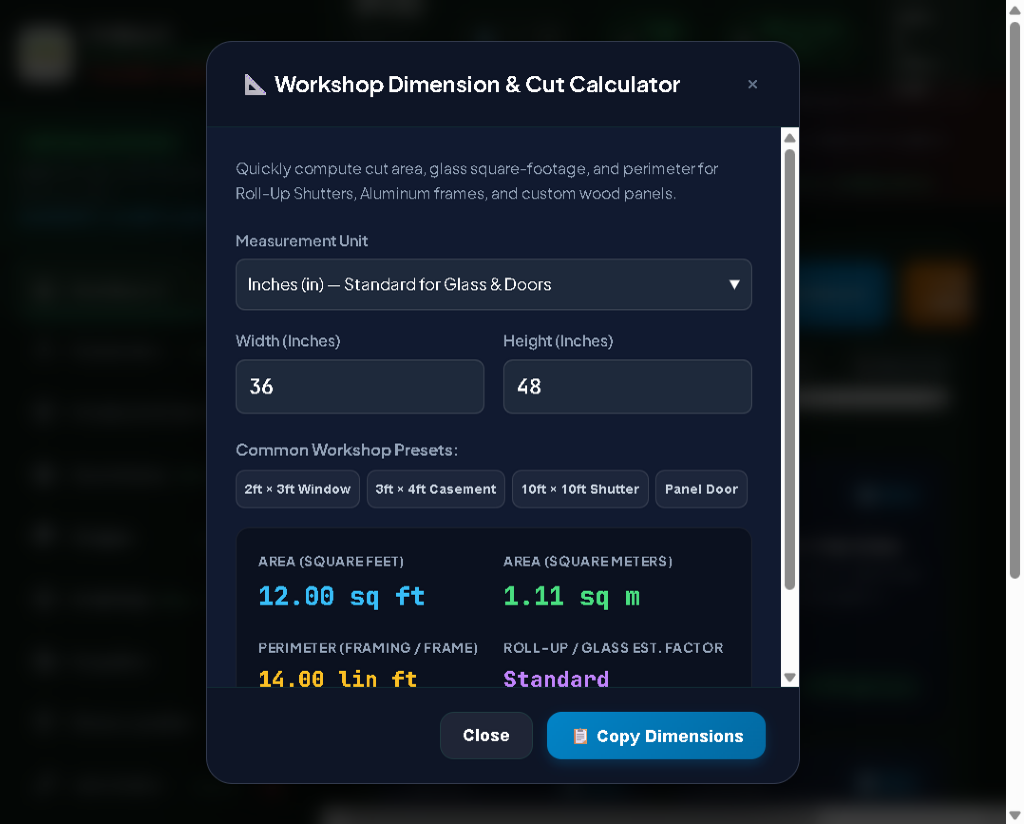 Workshop Dimension & Cut Calculator
×
Quickly compute cut area, glass square-footage, and perimeter for
Roll-Up Shutters, Aluminum frames, and custom wood panels.
Measurement Unit
Inches (in) — Standard for Glass & Doors
Width (Inches) Height (Inches)
36 48
Common Workshop Presets:
2ft × 3ft Window 3ft × 4ft Casement 10ft × 10ft Shutter Panel Door
AREA (SQUARE FEET) AREA (SQUARE METERS)
12.00 sq ft 1.11 sq m
PERIMETER (FRAMING / FRAME) ROLL-UP / GLASS EST. FACTOR
14.00 lin ft Standard
Close Copy Dimensions